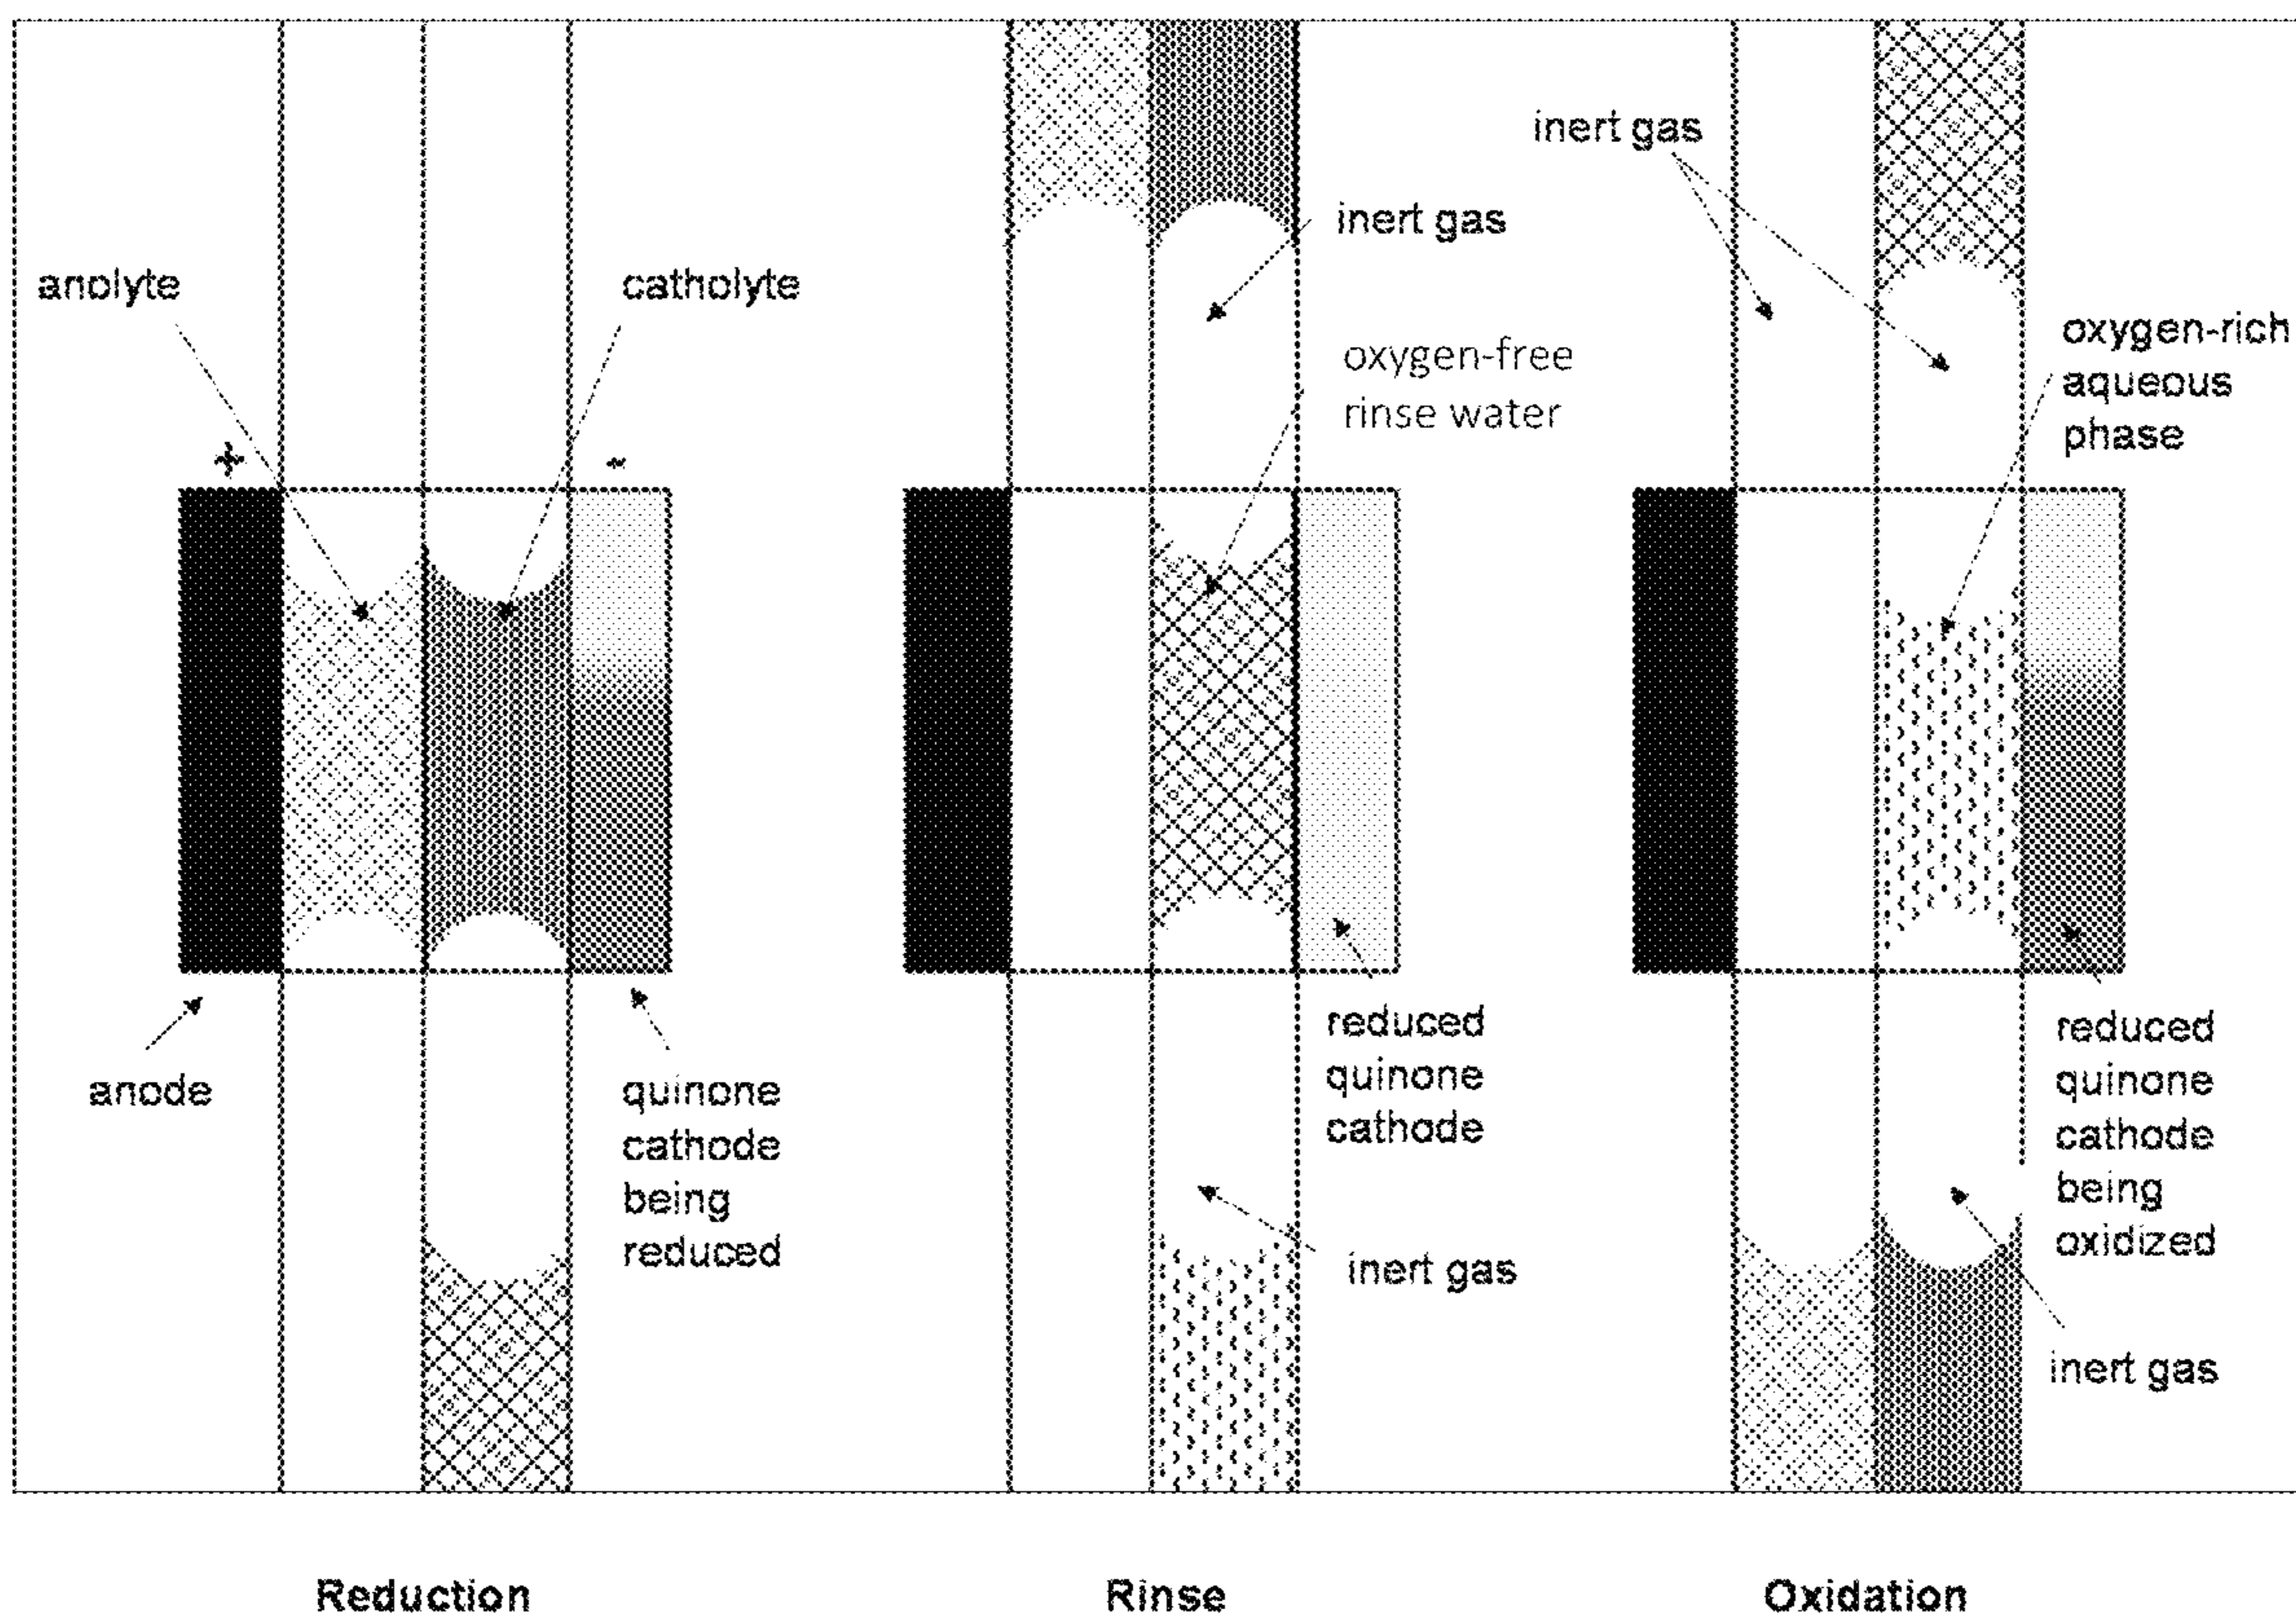 anolyte
catholyte
+
-
anode
quinone
cathode
being
reduced
Reduction
inert gas
oxygen-free
rinse water
reduced
quinone
cathode
inert gas
Rinse
inert gas
oxygen-rich
aqueous
phase
reduced
quinone
cathode
being
oxidized
inert gas
Oxidation